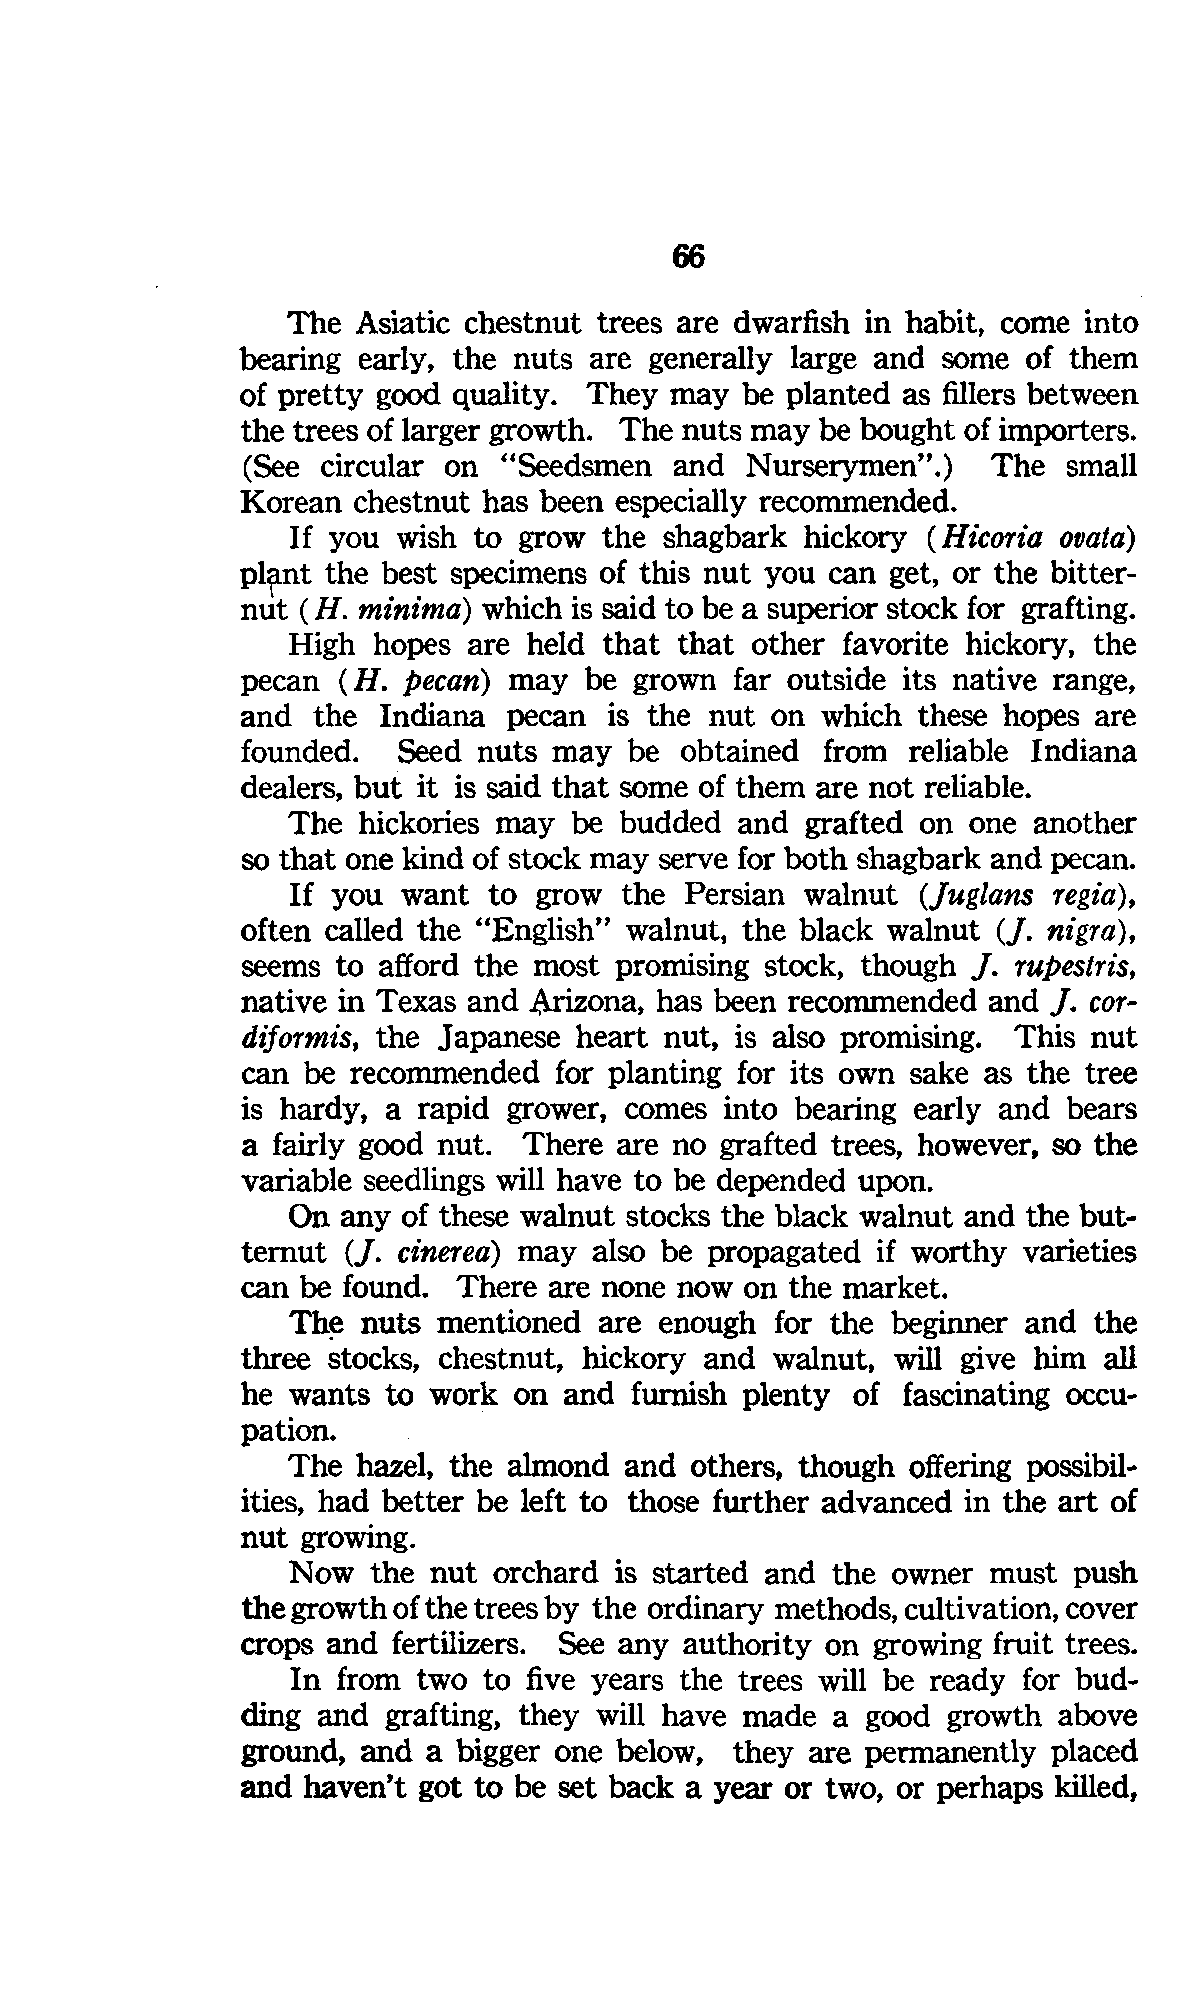 66
The Asiatic chestnut trees are dwarfish in habit, come into
bearing early, the nuts are generally large and some of them
of pretty good quality. They may be planted as fillers between
the trees of larger growth. The nuts may be bought of importers.
(See circular on “Seedsmen and Nurserymen”.) The small
Korean chestnut has been especially recommended.
If you wish to grow the shagbark hickory (Hicoria ovata)
plant the best specimens of this nut you can get, or the bitter-
nut (H. minima) which is said to be a superior stock for grafting.
High hopes are held that that other favorite hickory, the
pecan (H. pecan) may be grown far outside its native range,
and the Indiana pecan is the nut on which these hopes are
founded. Seed nuts may be obtained from reliable Indiana
dealers, but it is said that some of them are not reliable.
The hickories may be budded and grafted on one another
so that one kind of stock may serve for both shagbark and pecan.
If you want to grow the Persian walnut (Juglans regia),
often called the “English” walnut, the black walnut (J. nigra),
seems to afford the most promising stock, though J. rupestris,
native in Texas and Arizona, has been recommended and J. cor-
diformis, the Japanese heart nut, is also promising. This nut
can be recommended for planting for its own sake as the tree
is hardy, a rapid grower, comes into bearing early and bears
a fairly good nut. There are no grafted trees, however, so the
variable seedlings will have to be depended upon.
On any of these walnut stocks the black walnut and the but-
ternut (J. cinerea) may also be propagated if worthy varieties
can be found. There are none now on the market.
The nuts mentioned are enough for the beginner and the
three stocks, chestnut, hickory and walnut, will give him all
he wants to work on and furnish plenty of fascinating occu-
pation.
The hazel, the almond and others, though offering possibil-
ities, had better be left to those further advanced in the art of
nut growing.
Now the nut orchard is started and the owner must push
the growth of the trees by the ordinary methods, cultivation, cover
crops and fertilizers. See any authority on growing fruit trees.
In from two to five years the trees will be ready for bud-
ding and grafting, they will have made a good growth above
ground, and a bigger one below, they are permanently placed
and haven’t got to be set back a year or two, or perhaps killed,